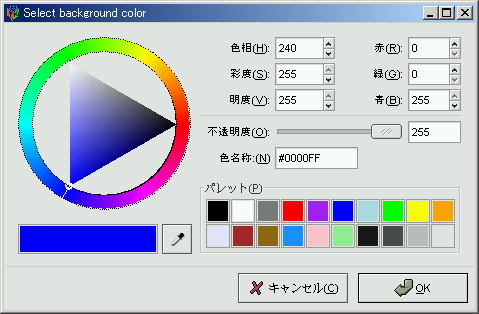 Select background color
色相(H): 240 赤(R): 0
彩度(S): 255 緑(G): 0
明度(V): 255 青(B): 255
不透明度(O): 255
色名称:(N) #0000FF
パレット(P)
キャンセル(C) OK